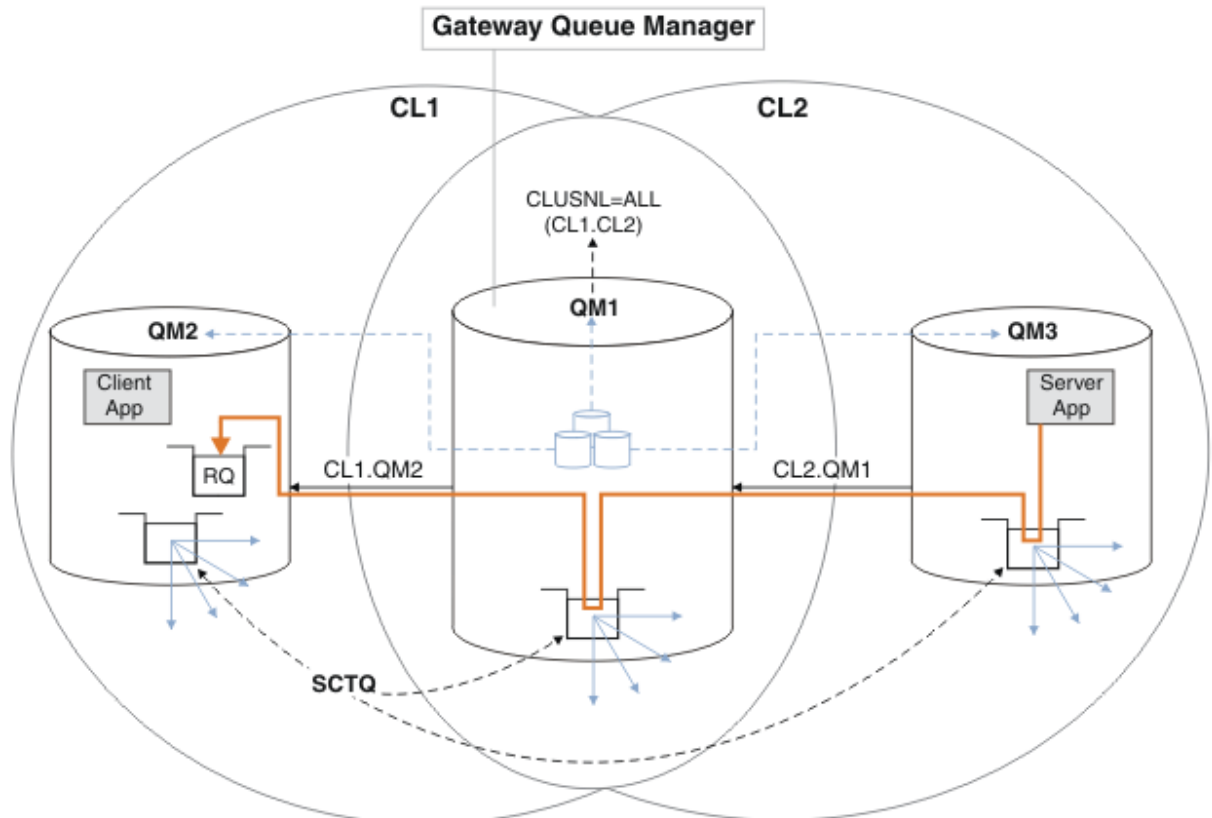 Gateway Queue Manager
CL1
CL2
CLUSNL=ALL
(CL1.CL2)
QM2
QM1
QM3
Client
App
Server
App
RQ
CL1.QM2
CL2.QM1
SCTQ